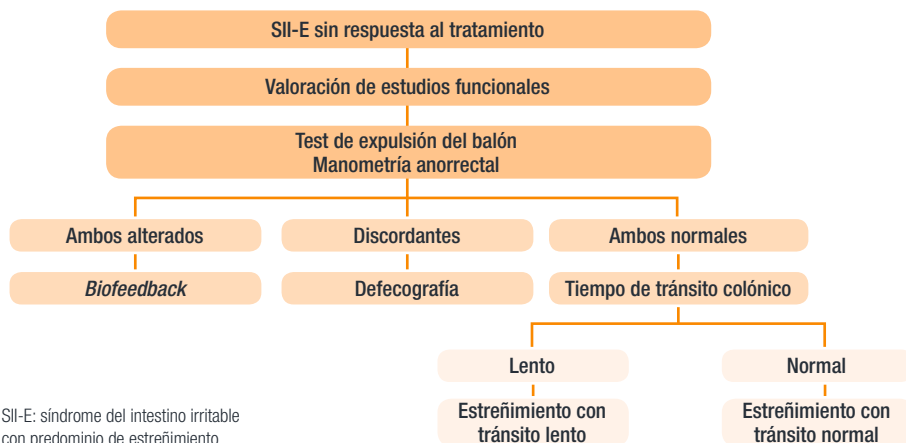 SII-E sin respuesta al tratamiento
Valoración de estudios funcionales
Test de expulsión del balón
Manometría anorrectal
Ambos alterados
Discordantes
Ambos normales
Biofeedback
Defecografía
Tiempo de tránsito colónico
Lento
Normal
Estreñimiento con
tránsito lento
Estreñimiento con
tránsito normal
SII-E: síndrome del intestino irritable
con predominio de estreñimiento